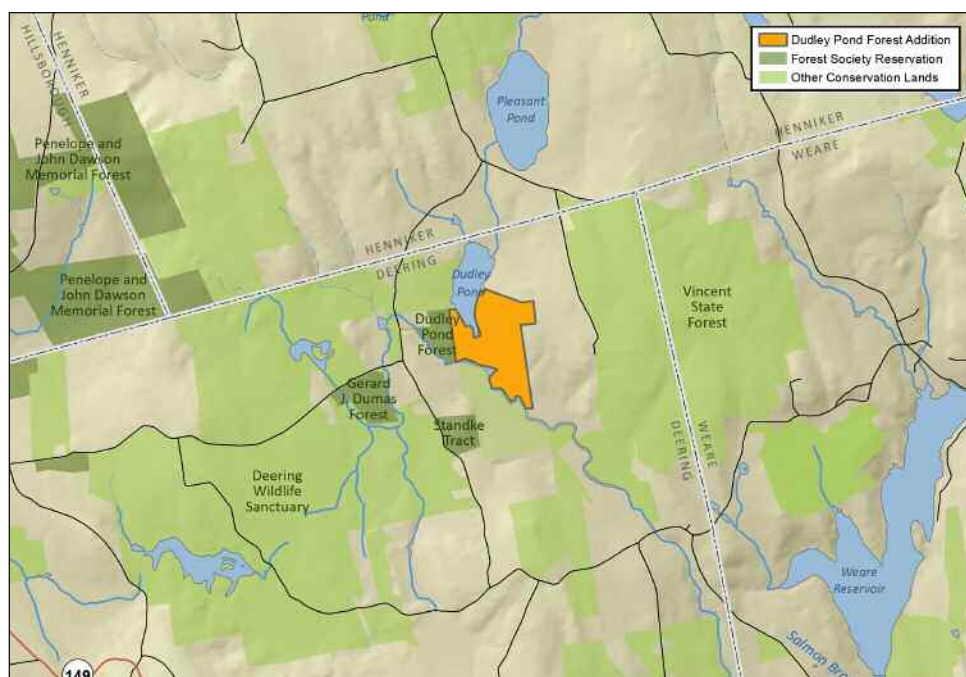 Pond
HENNIKER
HILLSBOROUGH
Dudley Pond Forest Addition
Forest Society Reservation
Other Conservation Lands
Pleasant
Pond
HENNIKER
WEARE
Penelope and
John Dawson
Memorial Forest
HENNIKER
DEERING
Dudley
Pond
Penelope and
John Dawson
Memorial Forest
Vincent
State
Forest
Dudley
Pond
Forest
Gerard
J. Dumas
Forest
Standke
Tract
WEARE
DEERING
Deering
Wildlife
Sanctuary
Weare
Reservoir
Salmon
149